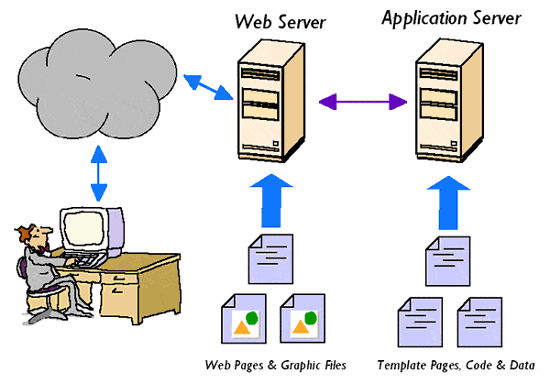 Web Server
Application Server
Web Pages & Graphic Files
Template Pages, Code & Data